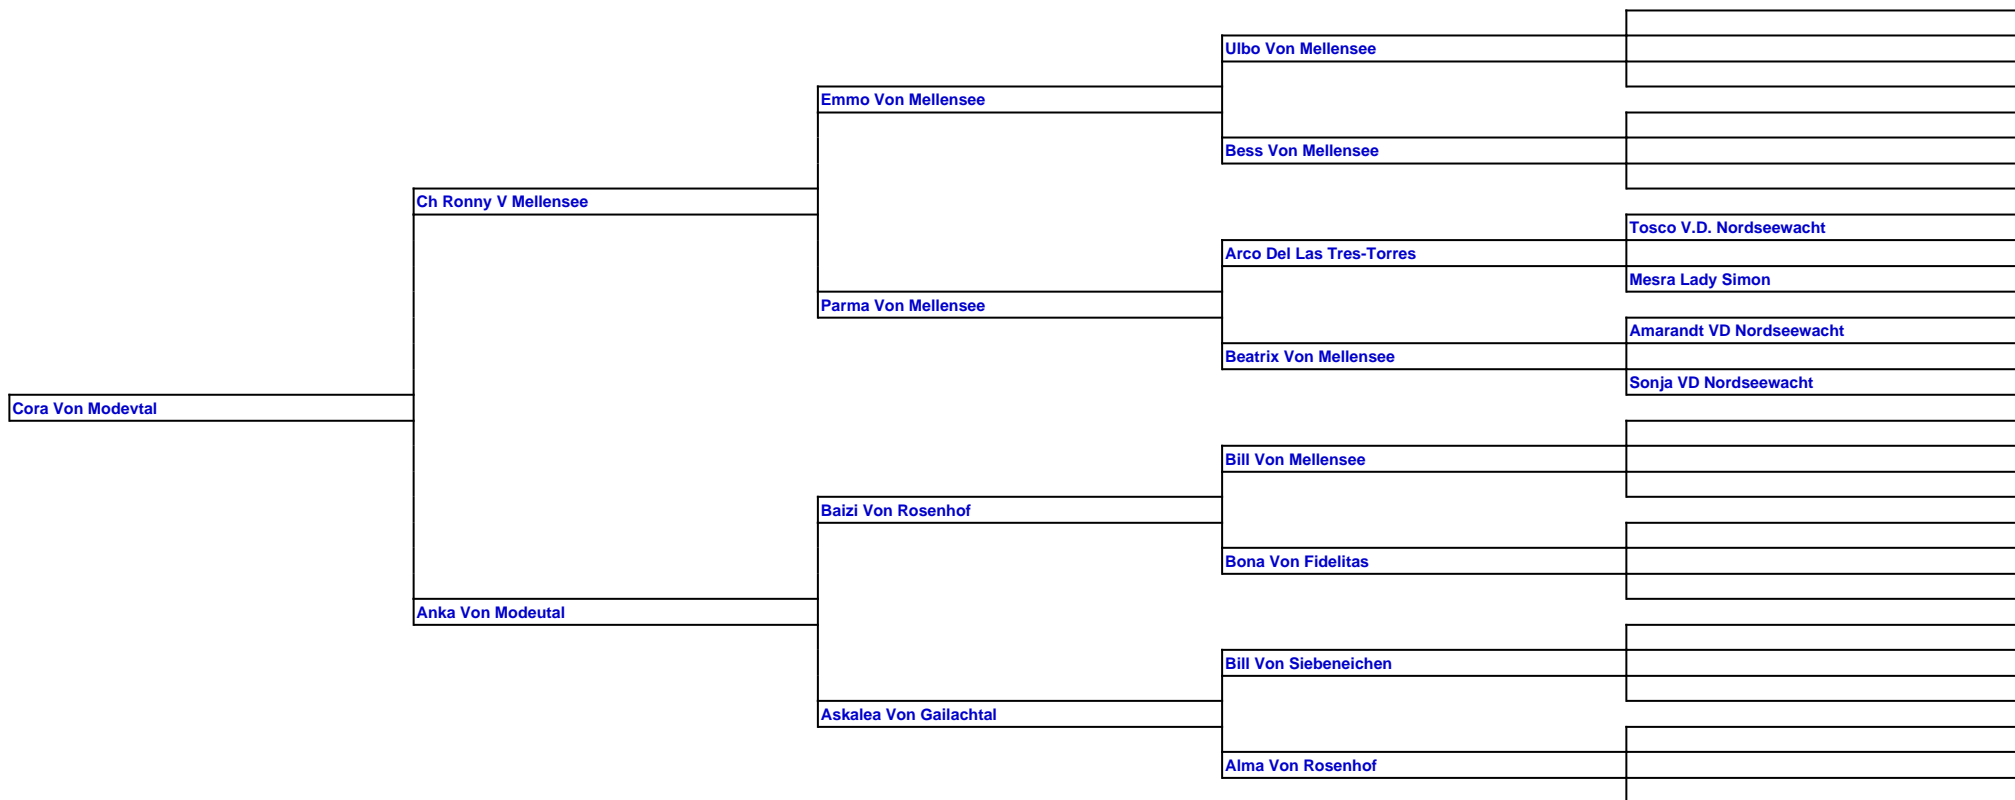 Ulbo Von Mellensee
Emmo Von Mellensee
Bess Von Mellensee
Ch Ronny V Mellensee
Tosco V.D. Nordseewacht
Arco Del Las Tres-Torres
Mesra Lady Simon
Parma Von Mellensee
Amarandt VD Nordseewacht
Beatrix Von Mellensee
Sonja VD Nordseewacht
Cora Von Modevtal
Bill Von Mellensee
Baizi Von Rosenhof
Bona Von Fidelitas
Anka Von Modeutal
Bill Von Siebeneichen
Askalea Von Gailachtal
Alma Von Rosenhof